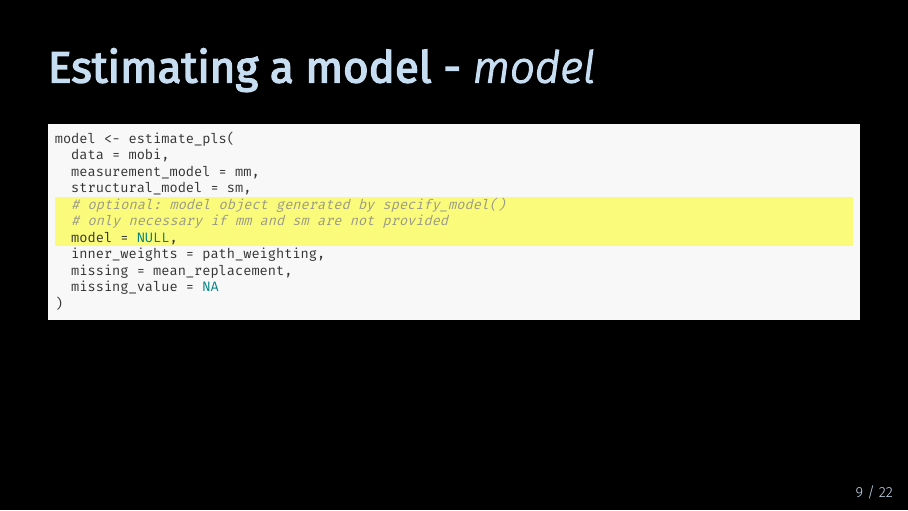 Estimating a model - model
model <- estimate_pls(
  data = mobi,
  measurement_model = mm,
  structural_model = sm,
  # optional: model object generated by specify_model()
  # only necessary if mm and sm are not provided
  model = NULL,
  inner_weights = path_weighting,
  missing = mean_replacement,
  missing_value = NA
)
9 / 22